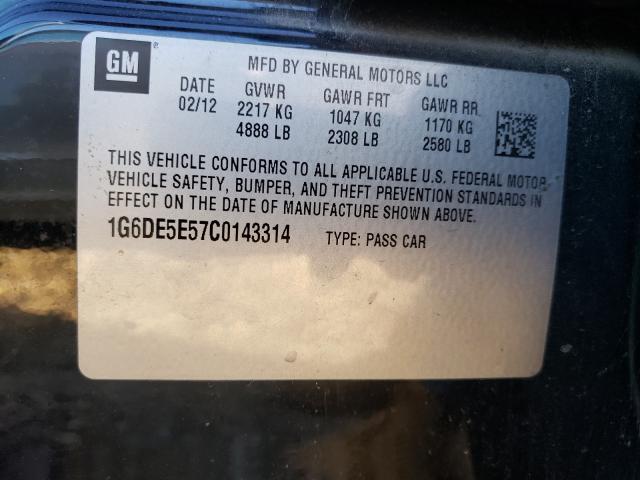 GM ®
MFD BY GENERAL MOTORS LLC
DATE GVWR GAWR FRT GAWR RR
02/12 2217 KG 1047 KG 1170 KG
4888 LB 2308 LB 2580 LB
THIS VEHICLE CONFORMS TO ALL APPLICABLE U.S. FEDERAL MOTOR
VEHICLE SAFETY, BUMPER, AND THEFT PREVENTION STANDARDS IN
EFFECT ON THE DATE OF MANUFACTURE SHOWN ABOVE.
1G6DE5E57C0143314 TYPE: PASS CAR